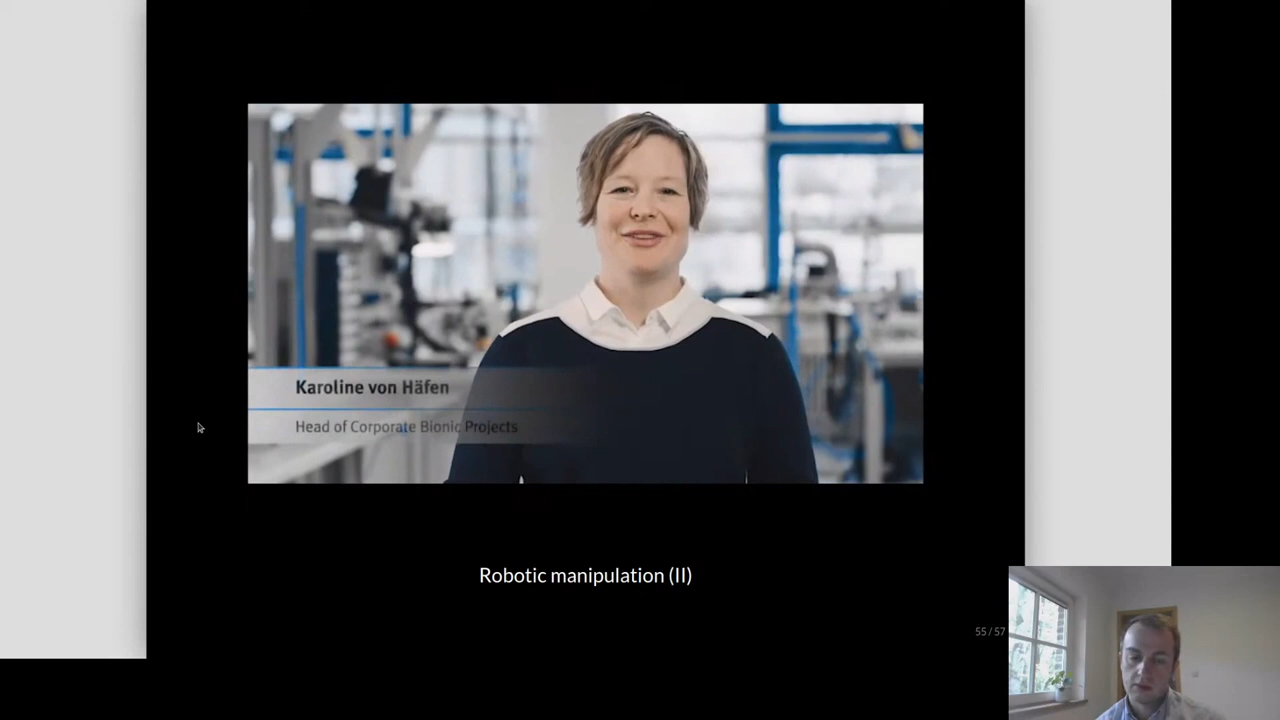 Karoline von Häfen
Head of Corporate Bionic Projects
Robotic manipulation (II)
55 / 57